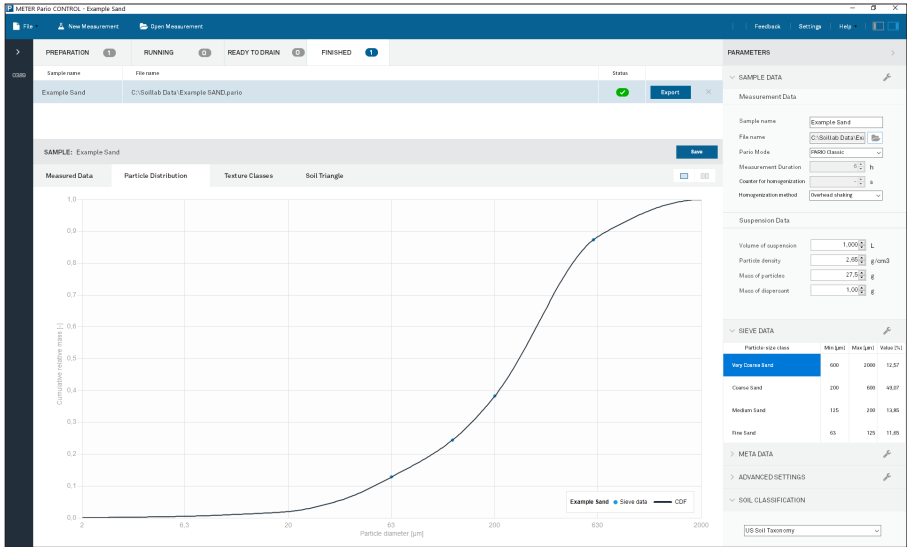 METER Pario CONTROL - Example Sand
File New Measurement Open Measurement Feedback Settings Help
PREPARATION 1 RUNNING 0 READY TO DRAIN 0 FINISHED 1
Sample name File name Status
Example Sand C:\Soillab Data\Example SAND.pario Export
SAMPLE: Example Sand Save
Measured Data Particle Distribution Texture Classes Soil Triangle
1,0
0,9
0,8
0,7
0,6
0,5
0,4
0,3
0,2
0,1
0,0
Cumulative relative mass [-]
2 6,3 20 63 200 630 2000
Particle diameter [µm]
Example Sand Sieve data CDF
PARAMETERS
SAMPLE DATA
Measurement Data
Sample name Example Sand
File name C:\Soillab Data\Exa
Pario Mode PARIO Classic
Measurement Duration 8 h
Counter for homogenization - s
Homogenization method Overhead shaking
Suspension Data
Volume of suspension 1,000 L
Particle density 2,65 g/cm3
Mass of particles 27,5 g
Mass of dispersant 1,00 g
SIEVE DATA
Particle size class Min [µm] Max [µm] Value [%]
Very Coarse Sand 600 2000 12,57
Coarse Sand 200 600 49,07
Medium Sand 125 200 13,95
Fine Sand 63 125 11,65
META DATA
ADVANCED SETTINGS
SOIL CLASSIFICATION
US Soil Taxonomy